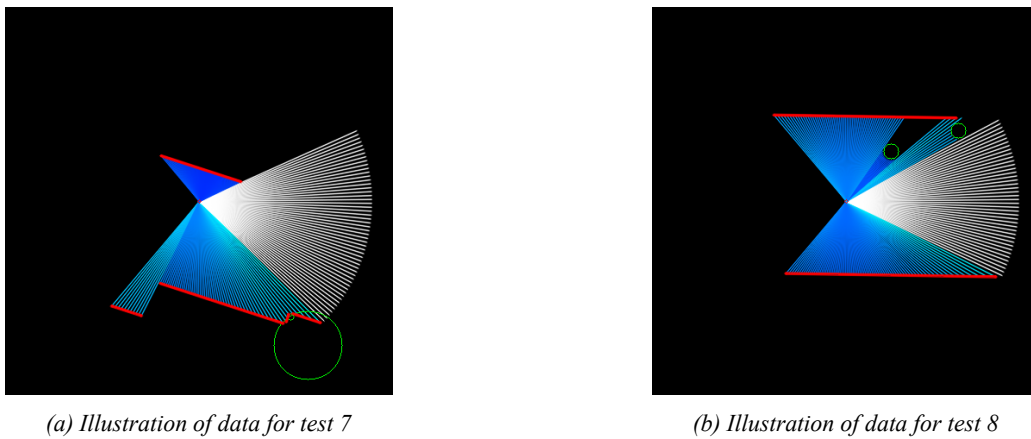 (a) Illustration of data for test 7
(b) Illustration of data for test 8